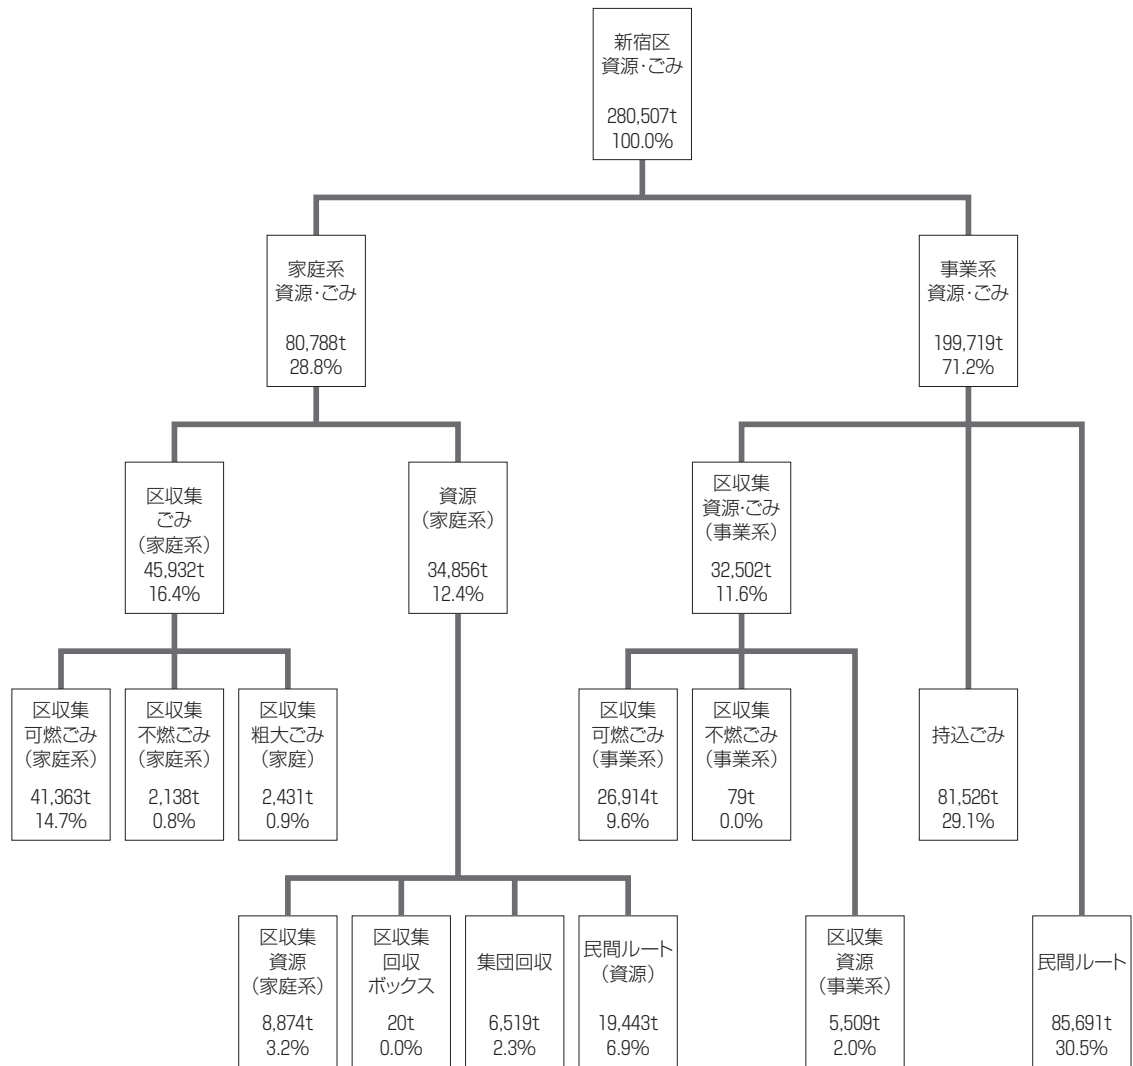 新宿区
資源・ごみ
280,507t
100.0%
家庭系
資源・ごみ
80,788t
28.8%
事業系
資源・ごみ
199,719t
71.2%
区収集
ごみ
（家庭系）
45,932t
16.4%
資源
（家庭系）
34,856t
12.4%
区収集
資源・ごみ
（事業系）
32,502t
11.6%
区収集
可燃ごみ
（家庭系）
41,363t
14.7%
区収集
不燃ごみ
（家庭系）
2,138t
0.8%
区収集
粗大ごみ
（家庭）
2,431t
0.9%
区収集
可燃ごみ
（事業系）
26,914t
9.6%
区収集
不燃ごみ
（事業系）
79t
0.0%
持込ごみ
81,526t
29.1%
区収集
資源
（家庭系）
8,874t
3.2%
区収集
回収
ボックス
20t
0.0%
集団回収
6,519t
2.3%
民間ルート
（資源）
19,443t
6.9%
区収集
資源
（事業系）
5,509t
2.0%
民間ルート
85,691t
30.5%